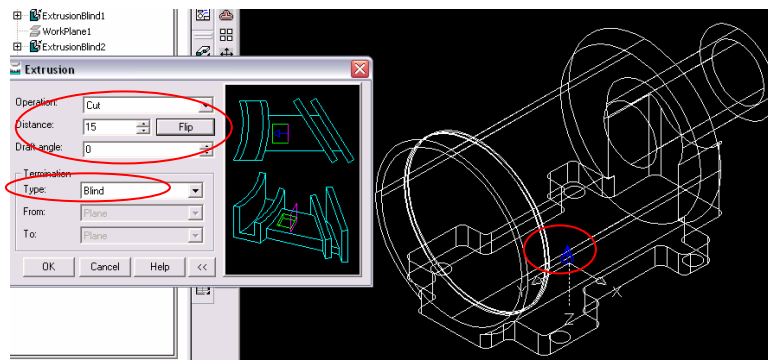 ExtrusionBlind1
WorkPlane1
ExtrusionBlind2
Extrusion
Operation: Cut
Distance: 15 Flip
Draft angle: 0
Termination
Type: Blind
From: Plane
To: Plane
OK Cancel Help <<
X
Z